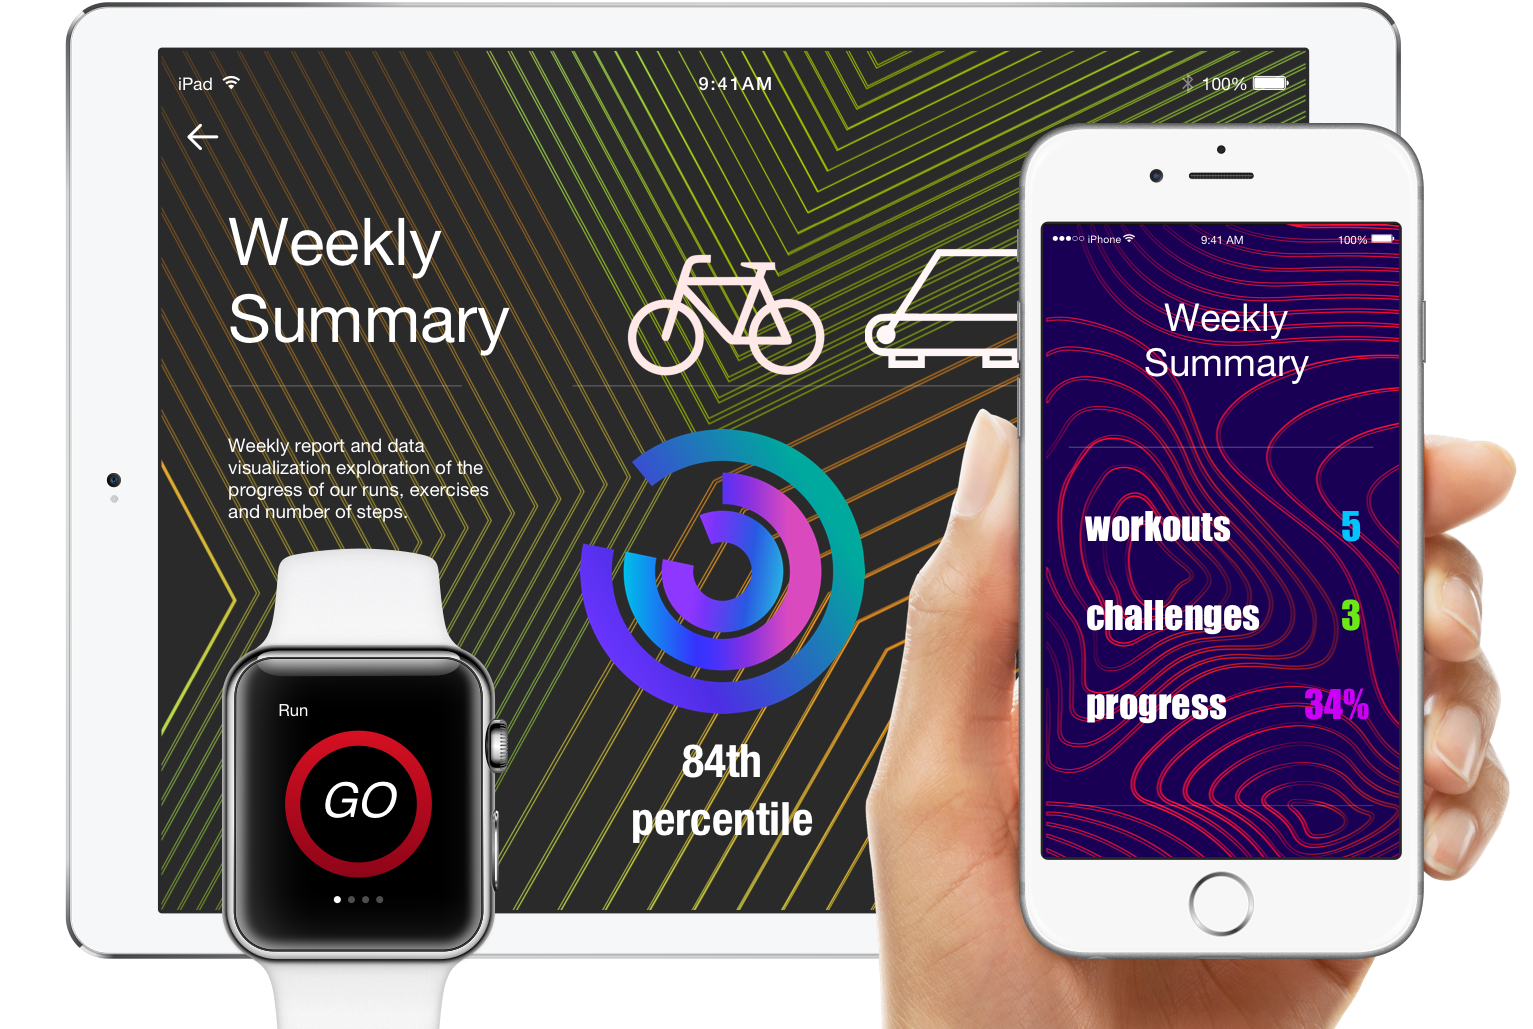 iPad
9:41AM
100%
Weekly
Summary
Weekly report and data
visualization exploration of the
progress of our runs, exercises
and number of steps.
84th
percentile
Run
GO
iPhone
9:41 AM
100%
Weekly
Summary
workouts 5
challenges 3
progress 34%